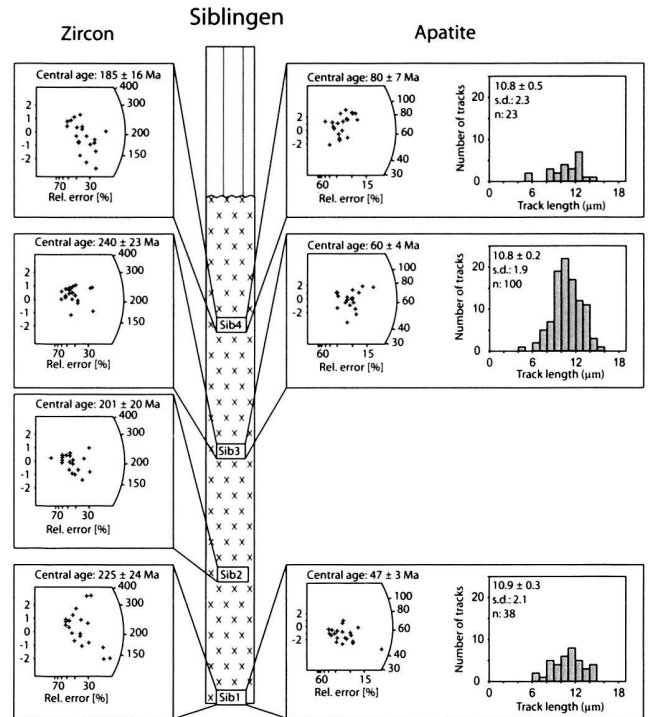 Siblingen
Zircon
Apatite
Central age: 185 ± 16 Ma
400
300
200
150
2
1
0
-1
-2
70
30
Rel. error [%]
Central age: 80 ± 7 Ma
100
80
60
40
30
2
0
-2
60
15
Rel. error [%]
10.8 ± 0.5
s.d.: 2.3
n: 23
Number of tracks
20
10
0
0 6 12 18
Track length (μm)
Sib4
Central age: 240 ± 23 Ma
400
300
200
150
2
1
0
-1
-2
70
30
Rel. error [%]
Central age: 60 ± 4 Ma
100
80
60
40
30
2
0
-2
60
15
Rel. error [%]
10.8 ± 0.2
s.d.: 1.9
n: 100
Number of tracks
20
10
0
0 6 12 18
Track length (μm)
Sib3
Central age: 201 ± 20 Ma
400
300
200
150
2
1
0
-1
-2
70
30
Rel. error [%]
Sib2
Central age: 225 ± 24 Ma
400
300
200
150
2
1
0
-1
-2
70
30
Rel. error [%]
Central age: 47 ± 3 Ma
100
80
60
40
30
2
0
-2
60
15
Rel. error [%]
10.9 ± 0.3
s.d.: 2.1
n: 38
Number of tracks
20
10
0
0 6 12 18
Track length (μm)
Sib1